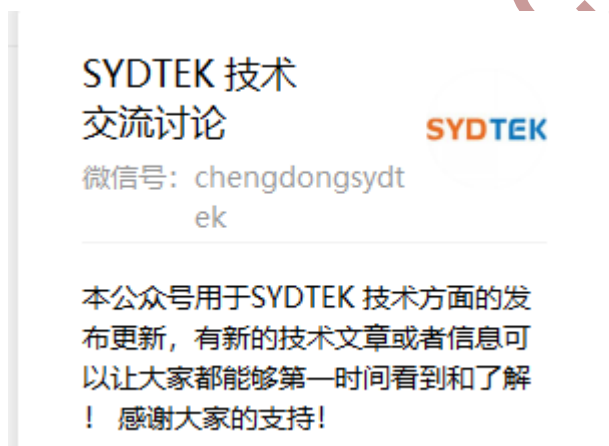 SYDTEK 技术
交流讨论
SYDTEK
微信号：chengdongsydt
ek
本公众号用于SYDTEK 技术方面的发
布更新，有新的技术文章或者信息可
以让大家都能够第一时间看到和了解
！ 感谢大家的支持！